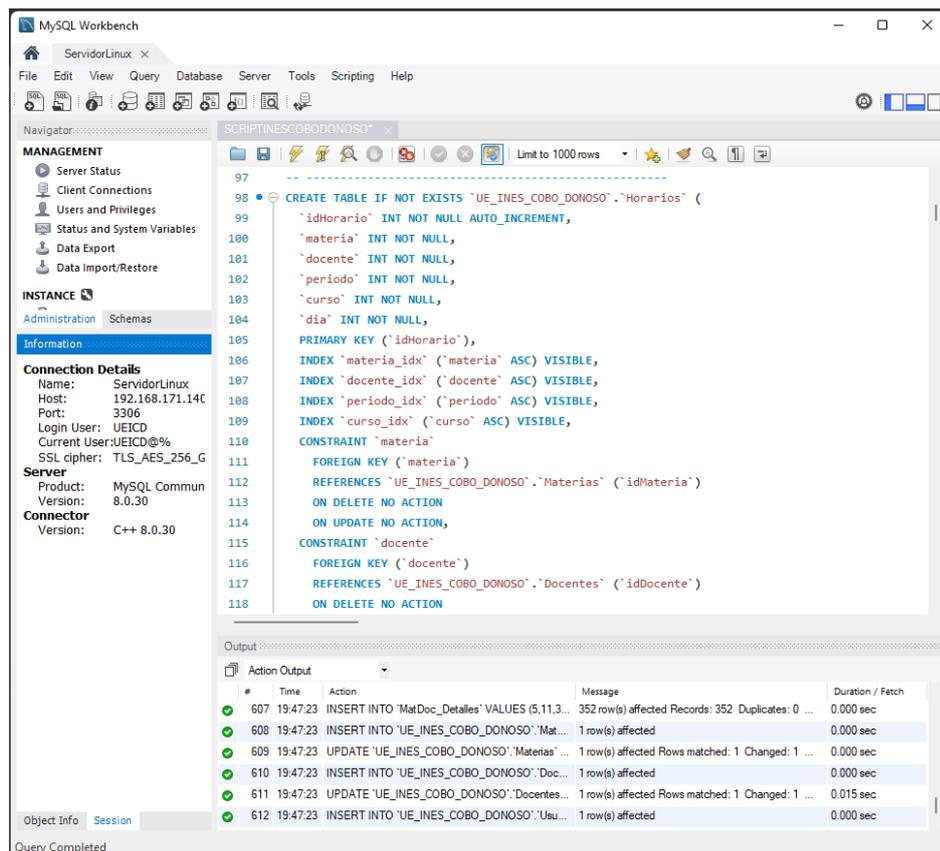 MySQL Workbench
ServidorLinux
File Edit View Query Database Server Tools Scripting Help
Navigator
MANAGEMENT
Server Status
Client Connections
Users and Privileges
Status and System Variables
Data Export
Data Import/Restore
INSTANCE
Administration Schemas
Information
Connection Details
Name: ServidorLinux
Host: 192.168.171.140
Port: 3306
Login User: UEICD
Current User:UEICD@%
SSL cipher: TLS_AES_256_G
Server
Product: MySQL Commun
Version: 8.0.30
Connector
Version: C++ 8.0.30
Object Info Session
Query Completed
SCRIPTINESCOBODONOSO*
Limit to 1000 rows
97 -- -----------------------------------------------------
98 CREATE TABLE IF NOT EXISTS `UE_INES_COBO_DONOSO`.`Horarios` (
99 `idHorario` INT NOT NULL AUTO_INCREMENT,
100 `materia` INT NOT NULL,
101 `docente` INT NOT NULL,
102 `periodo` INT NOT NULL,
103 `curso` INT NOT NULL,
104 `dia` INT NOT NULL,
105 PRIMARY KEY (`idHorario`),
106 INDEX `materia_idx` (`materia` ASC) VISIBLE,
107 INDEX `docente_idx` (`docente` ASC) VISIBLE,
108 INDEX `periodo_idx` (`periodo` ASC) VISIBLE,
109 INDEX `curso_idx` (`curso` ASC) VISIBLE,
110 CONSTRAINT `materia`
111 FOREIGN KEY (`materia`)
112 REFERENCES `UE_INES_COBO_DONOSO`.`Materias` (`idMateria`)
113 ON DELETE NO ACTION
114 ON UPDATE NO ACTION,
115 CONSTRAINT `docente`
116 FOREIGN KEY (`docente`)
117 REFERENCES `UE_INES_COBO_DONOSO`.`Docentes` (`idDocente`)
118 ON DELETE NO ACTION
Output
Action Output
# Time Action Message Duration / Fetch
607 19:47:23 INSERT INTO `MatDoc_Detalles` VALUES (5,11,3... 352 row(s) affected Records: 352 Duplicates: 0 ... 0.000 sec
608 19:47:23 INSERT INTO `UE_INES_COBO_DONOSO`.`Mat... 1 row(s) affected 0.000 sec
609 19:47:23 UPDATE `UE_INES_COBO_DONOSO`.`Materias` ... 1 row(s) affected Rows matched: 1 Changed: 1 ... 0.000 sec
610 19:47:23 INSERT INTO `UE_INES_COBO_DONOSO`.`Doc... 1 row(s) affected 0.000 sec
611 19:47:23 UPDATE `UE_INES_COBO_DONOSO`.`Docentes... 1 row(s) affected Rows matched: 1 Changed: 1 ... 0.015 sec
612 19:47:23 INSERT INTO `UE_INES_COBO_DONOSO`.`Usu... 1 row(s) affected 0.000 sec